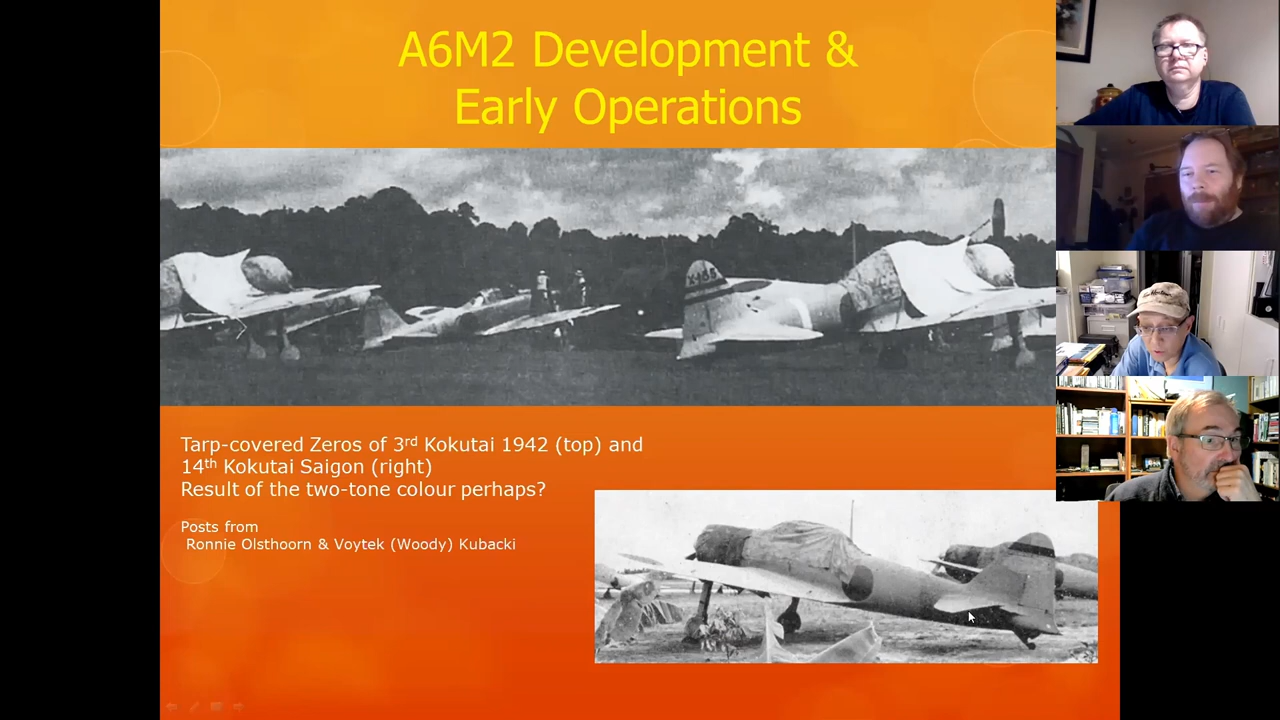 A6M2 Development &
Early Operations
Tarp-covered Zeros of 3rd Kokutai 1942 (top) and
14th Kokutai Saigon (right)
Result of the two-tone colour perhaps?
Posts from
Ronnie Olsthoorn & Voytek (Woody) Kubacki